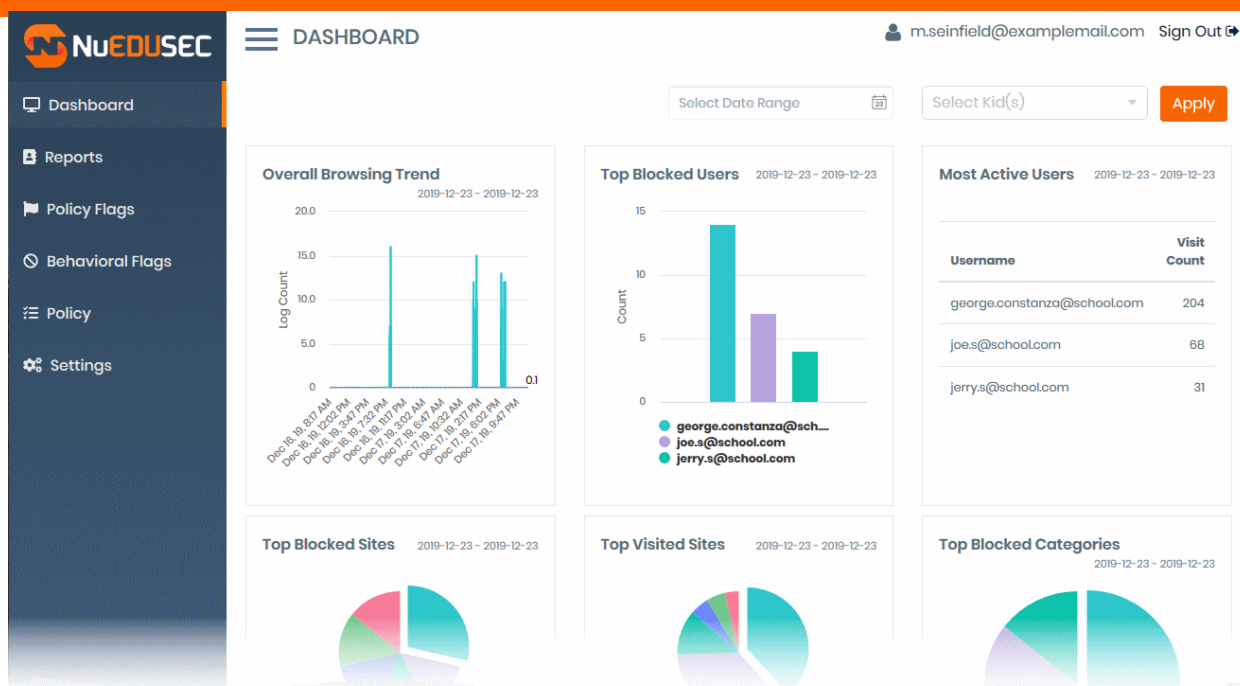 NuEDUSEC
DASHBOARD
m.seinfield@examplemail.com Sign Out
Dashboard
Reports
Policy Flags
Behavioral Flags
Policy
Settings
Select Date Range 23
Select Kid(s)
Apply
Overall Browsing Trend
2019-12-23 - 2019-12-23
20.0
15.0
10.0
5.0
0
Log Count
0.1
Dec 16, 19, 8:17 AM
Dec 16, 19, 12:02 PM
Dec 16, 19, 3:47 PM
Dec 16, 19, 7:32 PM
Dec 16, 19, 11:17 PM
Dec 17, 19, 3:02 AM
Dec 17, 19, 6:47 AM
Dec 17, 19, 10:32 AM
Dec 17, 19, 2:17 PM
Dec 17, 19, 6:02 PM
Dec 17, 19, 9:47 PM
Top Blocked Users 2019-12-23 - 2019-12-23
15
10
5
0
Count
george.constanza@sch....
joe.s@school.com
jerry.s@school.com
Most Active Users 2019-12-23 - 2019-12-23
Username Visit Count
george.constanza@school.com 204
joe.s@school.com 68
jerry.s@school.com 31
Top Blocked Sites 2019-12-23 - 2019-12-23
Top Visited Sites 2019-12-23 - 2019-12-23
Top Blocked Categories
2019-12-23 - 2019-12-23